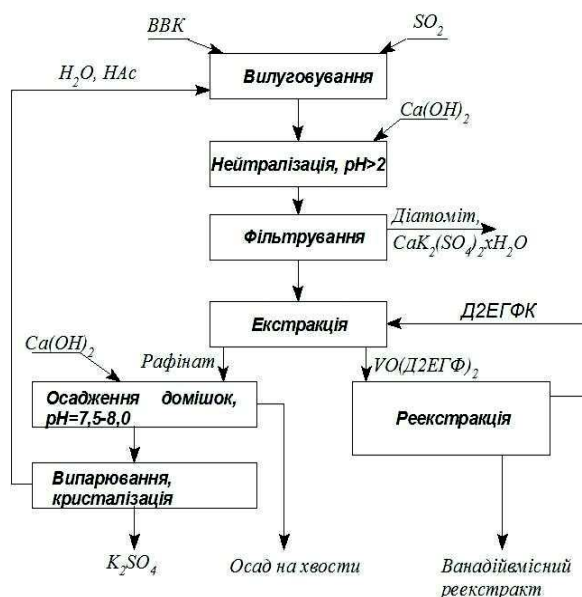 ВВК
SO2
H2O, HAc
Вилуговування
Ca(OH)2
Нейтралізація, pH>2
Діатоміт,
Фільтрування
CaK2(SO4)2xH2O
Д2ЕГФК
Екстракція
Ca(OH)2
Рафінат
VO(Д2ЕГФ)2
Осадження домішок,
pH=7,5-8,0
Реекстракція
Випарювання,
кристалізація
K2SO4
Осад на хвости
Ванадіївмісний
реекстракт